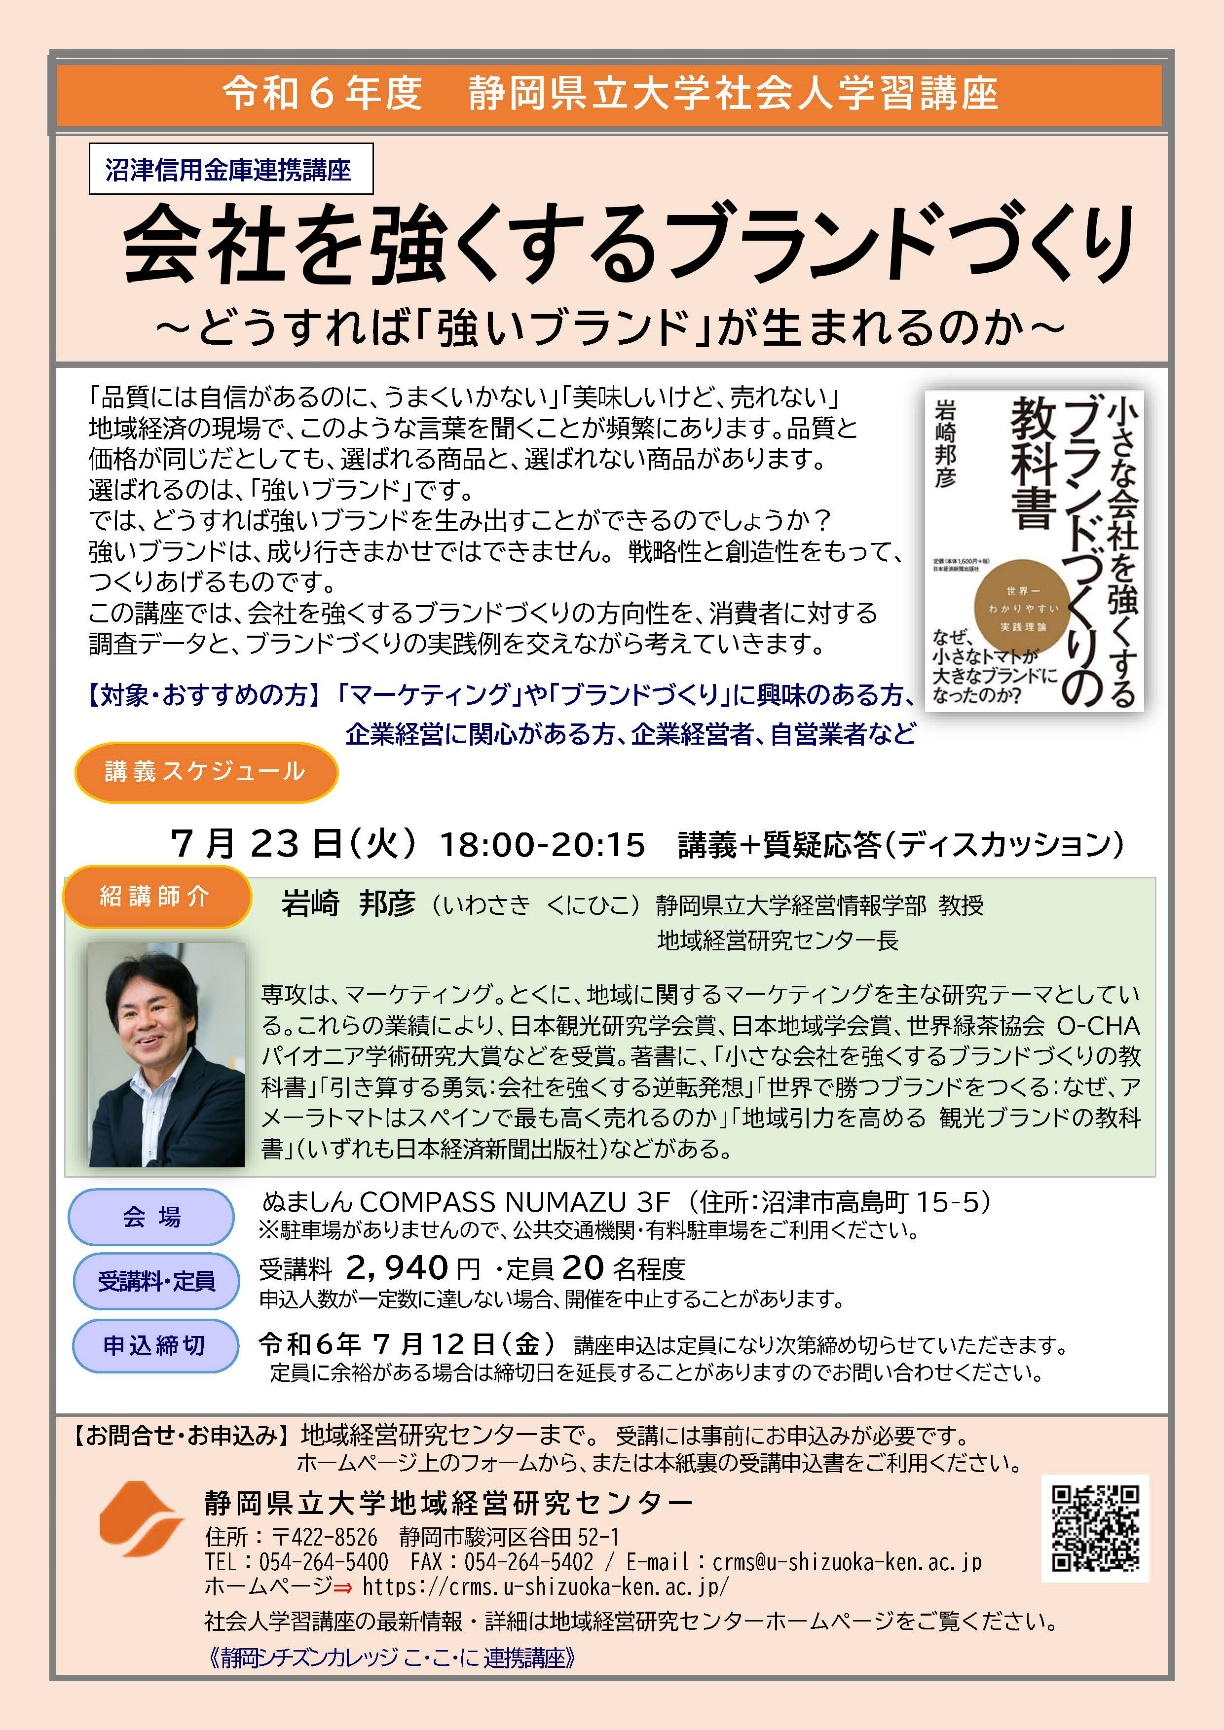 令和６年度　静岡県立大学社会人学習講座
沼津信用金庫連携講座
会社を強くするブランドづくり
～どうすれば「強いブランド」が生まれるのか～
「品質には自信があるのに、うまくいかない」「美味しいけど、売れない」
地域経済の現場で、このような言葉を聞くことが頻繁にあります。品質と
価格が同じだとしても、選ばれる商品と、選ばれない商品があります。
選ばれるのは、「強いブランド」です。
では、どうすれば強いブランドを生み出すことができるのでしょうか？
強いブランドは、成り行きまかせではできません。 戦略性と創造性をもって、
つくりあげるものです。
この講座では、会社を強くするブランドづくりの方向性を、消費者に対する
調査データと、ブランドづくりの実践例を交えながら考えていきます。
小さな会社を強くする
ブランドづくりの
教科書
岩崎邦彦
定価（本体1,600円+税）
日本経済新聞出版社
世界一
わかりやすい
実践理論
なぜ、
小さなトマトが
大きなブランドに
なったのか?
【対象・おすすめの方】「マーケティング」や「ブランドづくり」に興味のある方、
企業経営に関心がある方、企業経営者、自営業者など
講義スケジュール
７月 23 日（火） 18:00-20:15　講義+質疑応答（ディスカッション）
紹講師介
岩崎　邦彦 （いわさき　くにひこ） 静岡県立大学経営情報学部 教授
地域経営研究センター長
専攻は、マーケティング。とくに、地域に関するマーケティングを主な研究テーマとしてい
る。これらの業績により、日本観光研究学会賞、日本地域学会賞、世界緑茶協会 O-CHA
パイオニア学術研究大賞などを受賞。著書に、「小さな会社を強くするブランドづくりの教
科書」「引き算する勇気：会社を強くする逆転発想」「世界で勝つブランドをつくる：なぜ、ア
メーラトマトはスペインで最も高く売れるのか」「地域引力を高める 観光ブランドの教科
書」（いずれも日本経済新聞出版社）などがある。
会 場
ぬましん COMPASS NUMAZU 3F （住所：沼津市高島町 15-5）
※駐車場がありませんので、公共交通機関・有料駐車場をご利用ください。
受講料・定員
受講料 ２，９４０ 円 ・定員 20 名程度
申込人数が一定数に達しない場合、開催を中止することがあります。
申込締切
令和６年 ７ 月 12 日（金） 講座申込は定員になり次第締め切らせていただきます。
定員に余裕がある場合は締切日を延長することがありますのでお問い合わせください。
【お問合せ・お申込み】 地域経営研究センターまで。 受講には事前にお申込みが必要です。
ホームページ上のフォームから、または本紙裏の受講申込書をご利用ください。
静岡県立大学地域経営研究センター
住所：〒422-8526　静岡市駿河区谷田 52-1
TEL：054-264-5400　FAX：054-264-5402 / E-mail：crms@u-shizuoka-ken.ac.jp
ホームページ⇒ https://crms.u-shizuoka-ken.ac.jp/
社会人学習講座の最新情報・詳細は地域経営研究センターホームページをご覧ください。
《静岡シチズンカレッジ こ・こ・に 連携講座》